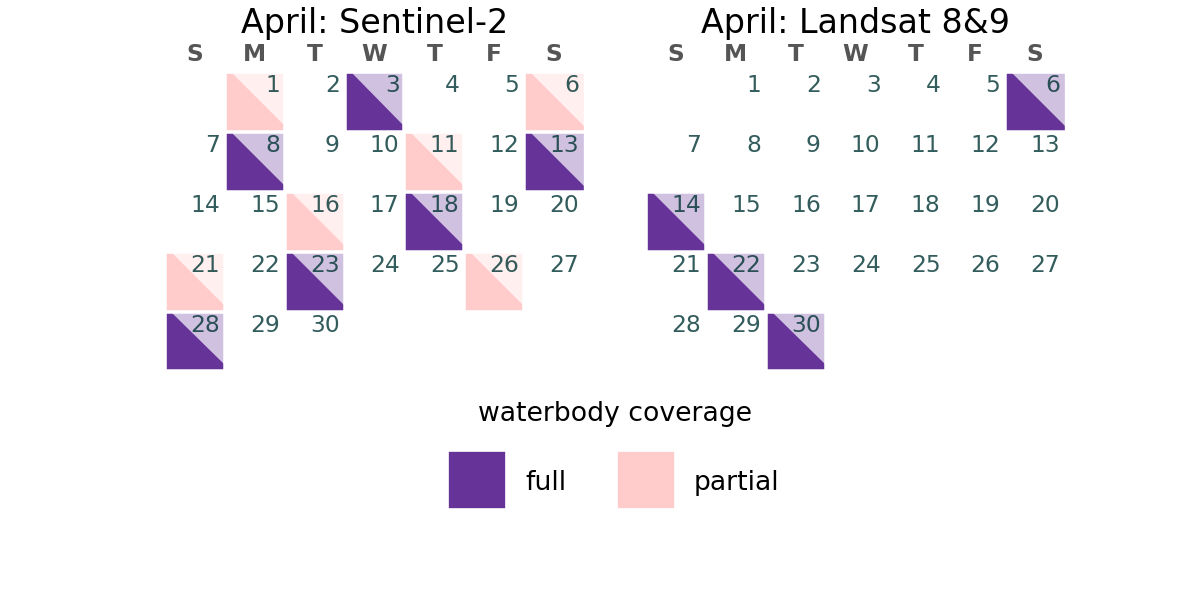 April: Sentinel-2
S M T W T F S
1 2 3 4 5 6
7 8 9 10 11 12 13
14 15 16 17 18 19 20
21 22 23 24 25 26 27
28 29 30
April: Landsat 8&9
S M T W T F S
1 2 3 4 5 6
7 8 9 10 11 12 13
14 15 16 17 18 19 20
21 22 23 24 25 26 27
28 29 30
waterbody coverage
full partial